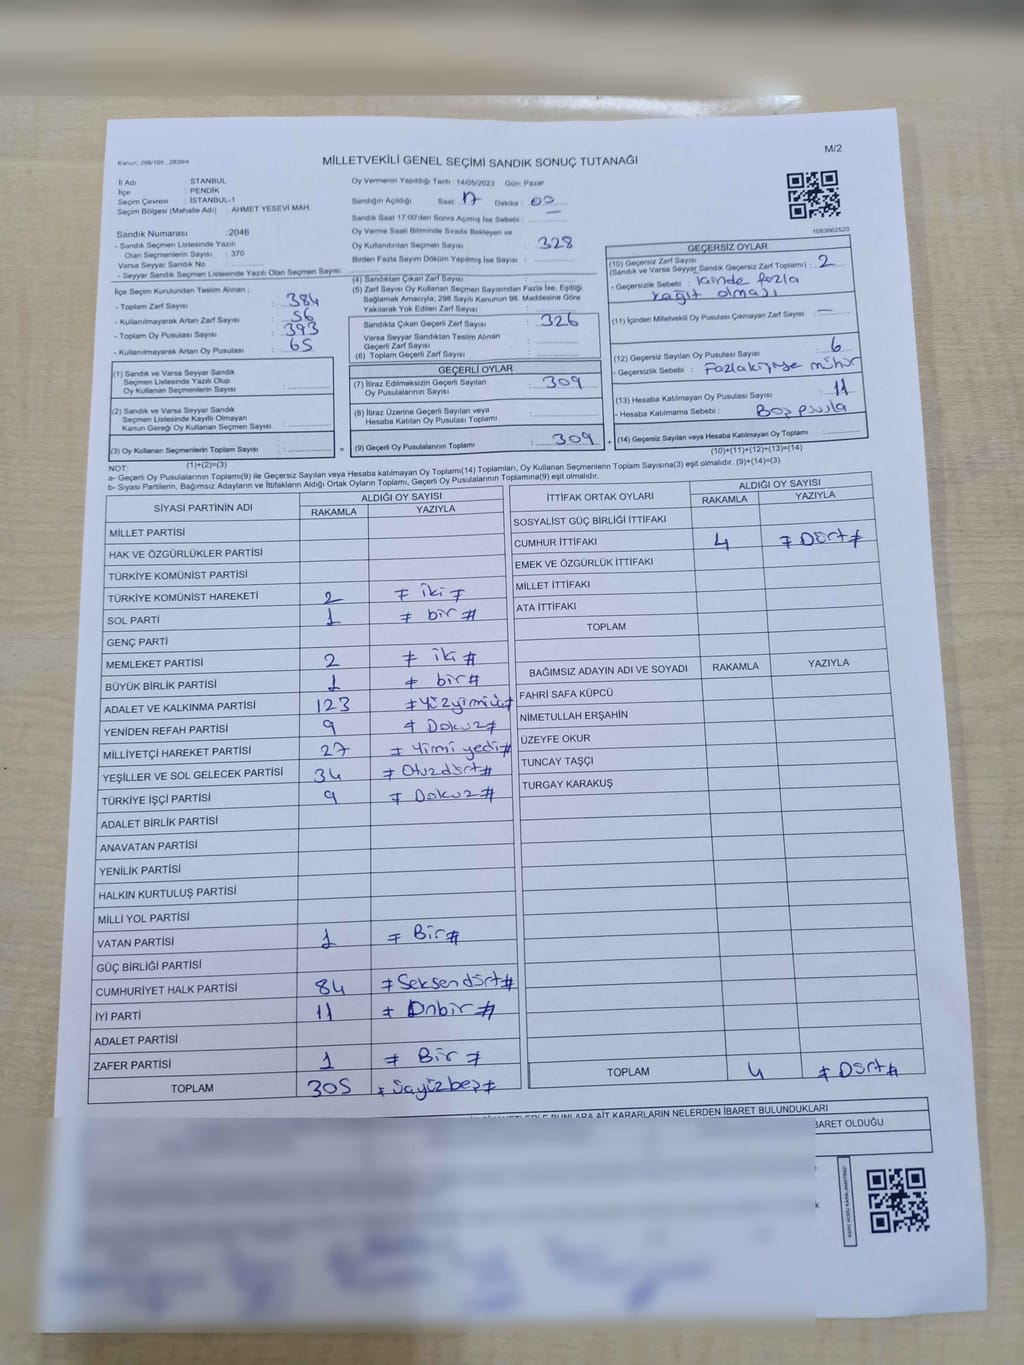 Kanun: 298/105 , 2839/4
MİLLETVEKİLİ GENEL SEÇİMİ SANDIK SONUÇ TUTANAĞI
M/2
İl Adı : STANBUL
İlçe : PENDİK
Seçim Çevresi : İSTANBUL-1
Seçim Bölgesi (Mahalle Adı) : AHMET YESEVİ MAH.
Sandık Numarası :2046
- Sandık Seçmen Listesinde Yazılı
Olan Seçmenlerin Sayısı : 370
Varsa Seyyar Sandık No :
- Seyyar Sandık Seçmen Listesinde Yazılı Olan Seçmen Sayısı:
Oy Vermenin Yapıldığı Tarih : 14/05/2023 Gün: Pazar
Sandığın Açıldığı Saat: 17 Dakika : 00
Sandık Saat 17:00'den Sonra Açılmış İse Sebebi : —
Oy Verme Saati Bitiminde Sırada Bekleyen ve
Oy Kullandırılan Seçmen Sayısı : 328
Birden Fazla Sayım Döküm Yapılmış İse Sayısı :
1083662520
İlçe Seçim Kurulundan Teslim Alınan ;
- Toplam Zarf Sayısı : 384
- Kullanılmayarak Artan Zarf Sayısı : 56
- Toplam Oy Pusulası Sayısı : 393
- Kullanılmayarak Artan Oy Pusulası : 65
(1) Sandık ve Varsa Seyyar Sandık
Seçmen Listesinde Yazılı Olup
Oy Kullanan Seçmenlerin Sayısı :
(2) Sandık ve Varsa Seyyar Sandık
Seçmen Listesinde Kayıtlı Olmayan
Kanun Gereği Oy Kullanan Seçmen Sayısı :
(3) Oy Kullanan Seçmenlerin Toplam Sayısı :
(1)+(2)=(3)
(4) Sandıktan Çıkan Zarf Sayısı :
(5) Zarf Sayısı Oy Kullanan Seçmen Sayısından Fazla İse, Eşitliği
Sağlamak Amacıyla; 298 Sayılı Kanunun 98. Maddesine Göre
Yakılarak Yok Edilen Zarf Sayısı :
Sandıkta Çıkan Geçerli Zarf Sayısı : 326
Varsa Seyyar Sandıktan Teslim Alınan
Geçerli Zarf Sayısı :
(6) Toplam Geçerli Zarf Sayısı :
GEÇERLİ OYLAR
(7) İtiraz Edilmeksizin Geçerli Sayılan
Oy Pusulalarının Sayısı : 309
(8) İtiraz Üzerine Geçerli Sayılan veya
Hesaba Katılan Oy Pusulası Toplamı :
= (9) Geçerli Oy Pusulalarının Toplamı : 309 +
GEÇERSİZ OYLAR
(10) Geçersiz Zarf Sayısı
(Sandık ve Varsa Seyyar Sandık Geçersiz Zarf Toplamı) : 2
- Geçersizlik Sebebi : içinde fazla
kağıt olması
(11) İçinden Milletvekili Oy Pusulası Çıkmayan Zarf Sayısı : —
(12) Geçersiz Sayılan Oy Pusulası Sayısı : 6
- Geçersizlik Sebebi : Fazla mühür
(13) Hesaba Katılmayan Oy Pusulası Sayısı : 11
- Hesaba Katılmama Sebebi : Boş pusula
(14) Geçersiz Sayılan veya Hesaba Katılmayan Oy Toplamı :
(10)+(11)+(12)+(13)=(14)
NOT:
a- Geçerli Oy Pusulalarının Toplamı(9) ile Geçersiz Sayılan veya Hesaba katılmayan Oy Toplamı(14) Toplamları, Oy Kullanan Seçmenlerin Toplam Sayısına(3) eşit olmalıdır. (9)+(14)=(3)
b- Siyasi Partilerin, Bağımsız Adayların ve İttifakların Aldığı Ortak Oyların Toplamı, Geçerli Oy Pusulalarının Toplamına(9) eşit olmalıdır.
SİYASİ PARTİNİN ADI
ALDIĞI OY SAYISI
RAKAMLA YAZIYLA
MİLLET PARTİSİ
HAK VE ÖZGÜRLÜKLER PARTİSİ
TÜRKİYE KOMÜNİST PARTİSİ
TÜRKİYE KOMÜNİST HAREKETİ 2 # iki #
SOL PARTİ 1 # bir #
GENÇ PARTİ
MEMLEKET PARTİSİ 2 # iki #
BÜYÜK BİRLİK PARTİSİ 1 # bir #
ADALET VE KALKINMA PARTİSİ 123 # Yüzyirmiüç #
YENİDEN REFAH PARTİSİ 9 # Dokuz #
MİLLİYETÇİ HAREKET PARTİSİ 27 # Yirmi yedi #
YEŞİLLER VE SOL GELECEK PARTİSİ 34 # Otuzdört #
TÜRKİYE İŞÇİ PARTİSİ 9 # Dokuz #
ADALET BİRLİK PARTİSİ
ANAVATAN PARTİSİ
YENİLİK PARTİSİ
HALKIN KURTULUŞ PARTİSİ
MİLLİ YOL PARTİSİ
VATAN PARTİSİ 1 # Bir #
GÜÇ BİRLİĞİ PARTİSİ
CUMHURİYET HALK PARTİSİ 84 # Seksendört #
İYİ PARTİ 11 # Onbir #
ADALET PARTİSİ
ZAFER PARTİSİ 1 # Bir #
TOPLAM 305 # üçyüzbeş #
İTTİFAK ORTAK OYLARI
ALDIĞI OY SAYISI
RAKAMLA YAZIYLA
SOSYALİST GÜÇ BİRLİĞİ İTTİFAKI
CUMHUR İTTİFAKI 4 # Dört #
EMEK VE ÖZGÜRLÜK İTTİFAKI
MİLLET İTTİFAKI
ATA İTTİFAKI
TOPLAM
BAĞIMSIZ ADAYIN ADI VE SOYADI RAKAMLA YAZIYLA
FAHRİ SAFA KÜPCÜ
NİMETULLAH ERŞAHİN
ÜZEYFE OKUR
TUNCAY TAŞÇI
TURGAY KARAKUŞ
TOPLAM 4 # Dört #
BUNLARA AİT KARARLARIN NELERDEN İBARET BULUNDUKLARI
İBARET OLDUĞU